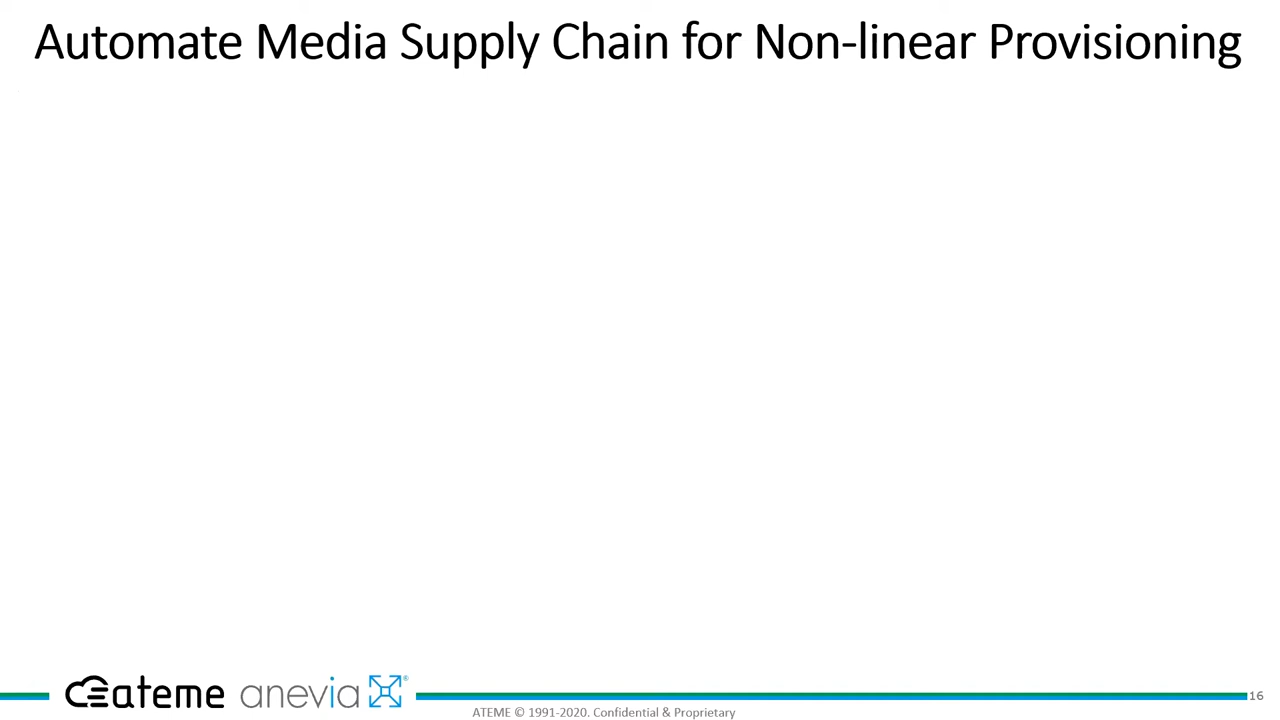 Automate Media Supply Chain for Non-linear Provisioning
ateme anevia
16
ATEME © 1991-2020. Confidential & Proprietary